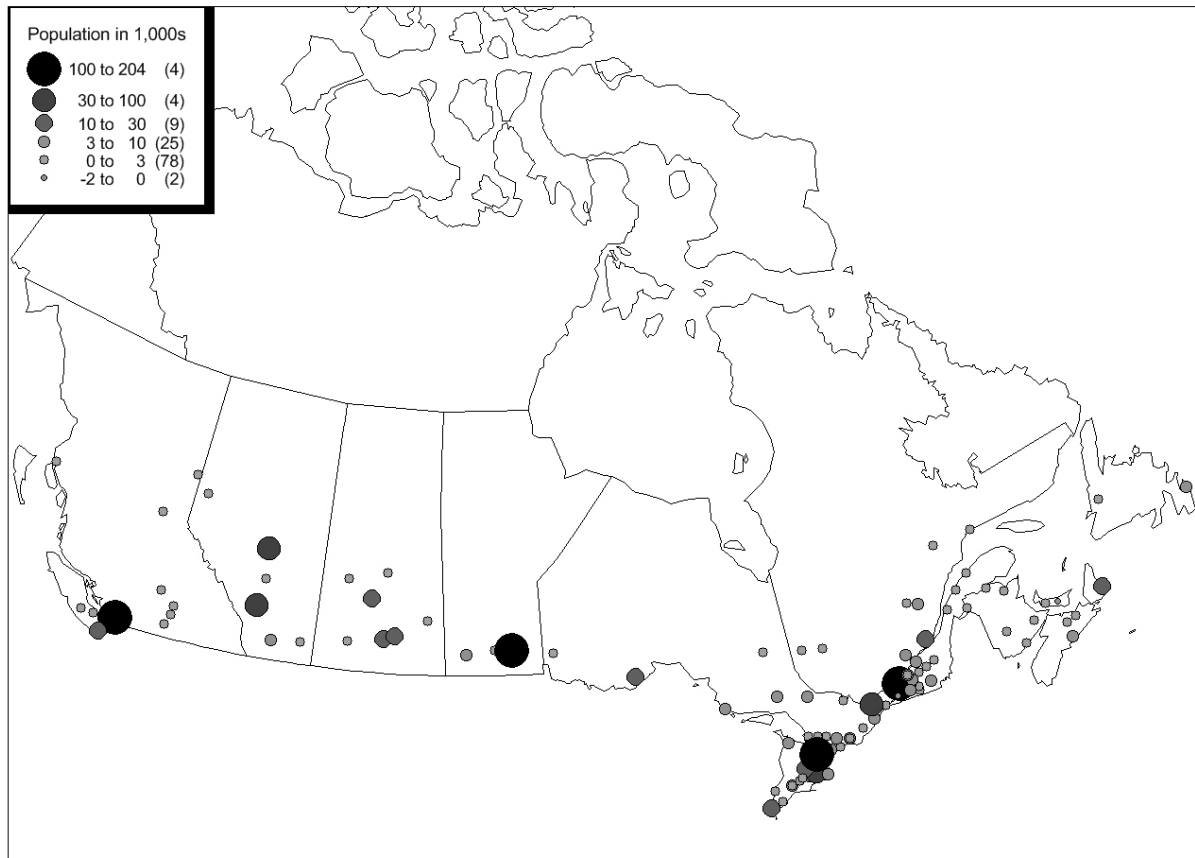 Population in 1,000s
100 to 204 (4)
30 to 100 (4)
10 to 30 (9)
3 to 10 (25)
0 to 3 (78)
-2 to 0 (2)